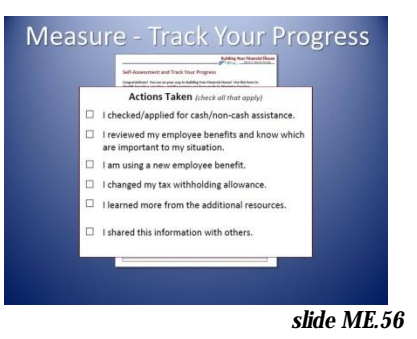 Measure - Track Your Progress
Building Your Financial House
Self-Assessment and Track Your Progress
Actions Taken (check all that apply)
☐ I checked/applied for cash/non-cash assistance.
☐ I reviewed my employee benefits and know which
are important to my situation.
☐ I am using a new employee benefit.
☐ I changed my tax withholding allowance.
☐ I learned more from the additional resources.
☐ I shared this information with others.
slide ME.56